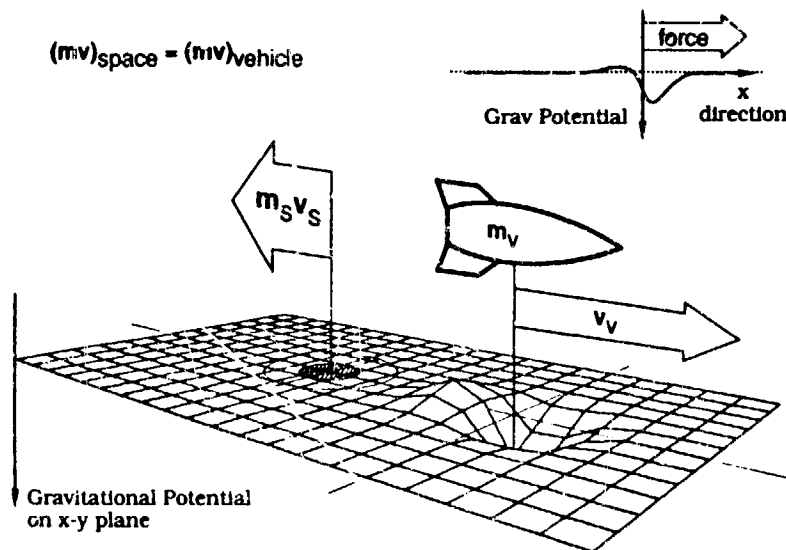 (mv)space = (mv)vehicle
force
x
Grav Potential
direction
mSvS
mV
vV
Gravitational Potential
on x-y plane